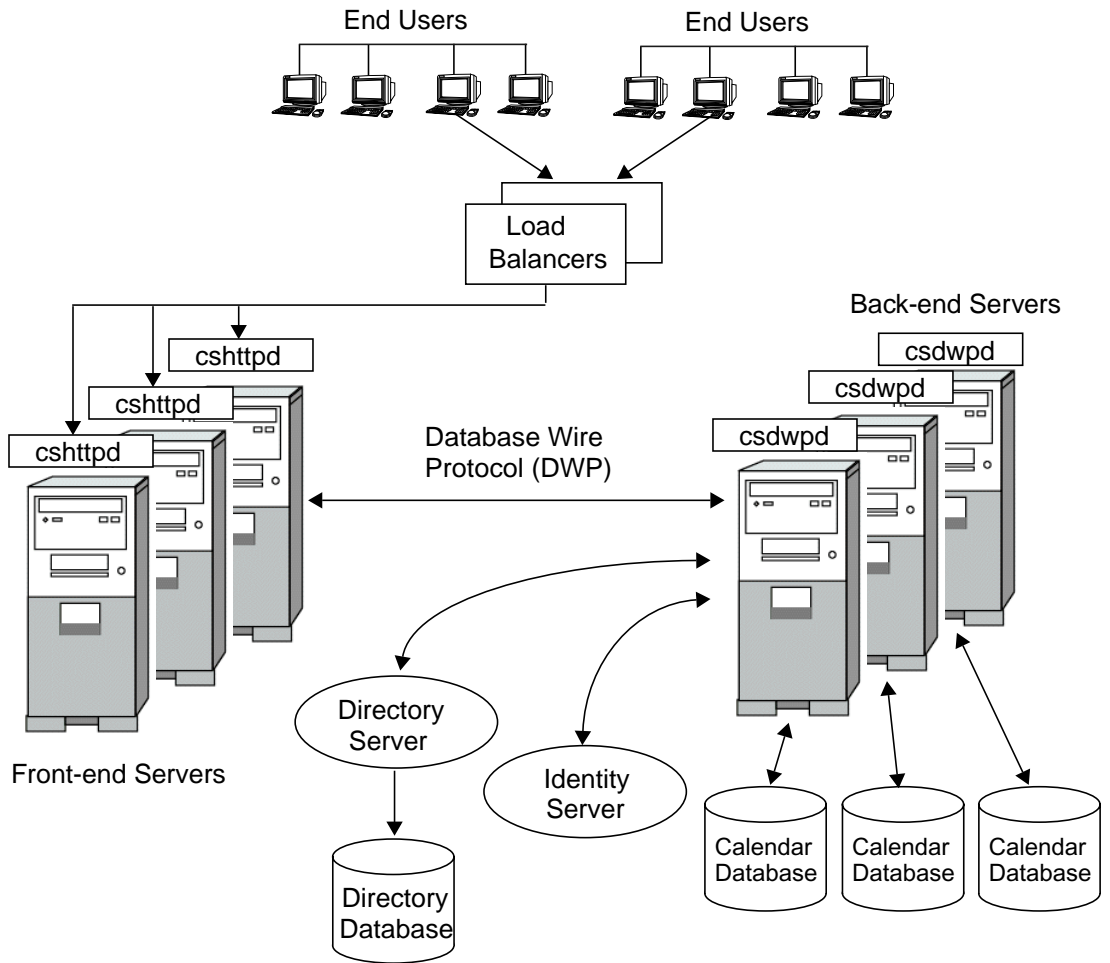 End Users
End Users
Load
Balancers
Back-end Servers
cshttpd
cshttpd
cshttpd
csdwpd
csdwpd
csdwpd
Database Wire
Protocol (DWP)
Front-end Servers
Directory
Server
Identity
Server
Directory
Database
Calendar
Database
Calendar
Database
Calendar
Database